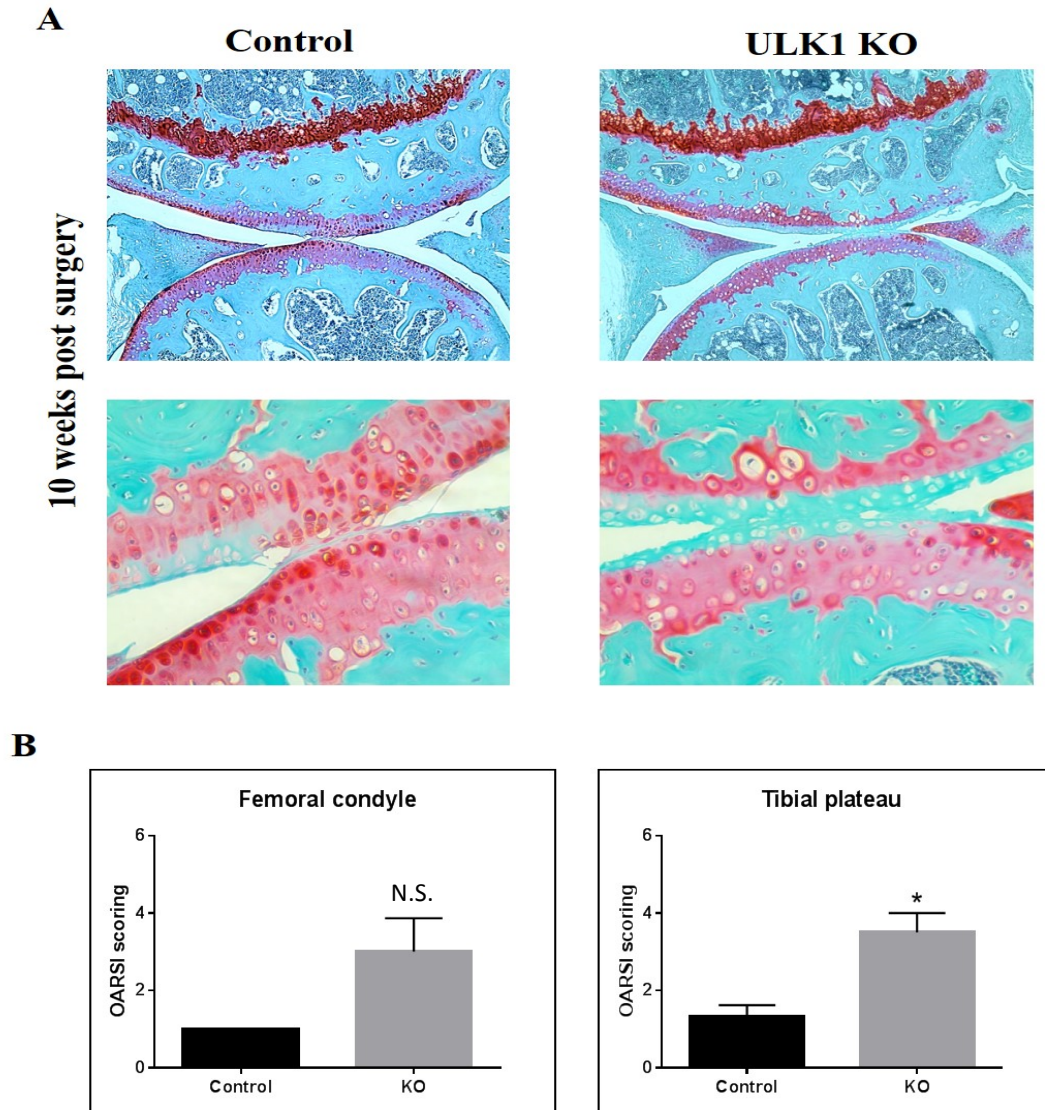 A
Control
ULK1 KO
10 weeks post surgery
B
Femoral condyle
OARSI scoring
6
4
2
0
N.S.
Control
KO
Tibial plateau
OARSI scoring
6
4
2
0
*
Control
KO